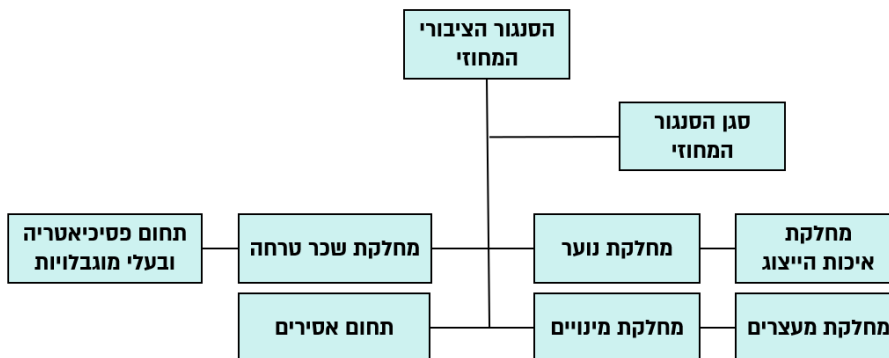 הסנגור הציבורי
המחוזי
סגן הסנגור
המחוזי
מחלקת
איכות הייצוג
מחלקת נוער
מחלקת שכר טרחה
תחום פסיכיאטריה
ובעלי מוגבלויות
מחלקת מעצרים
מחלקת מינויים
תחום אסירים